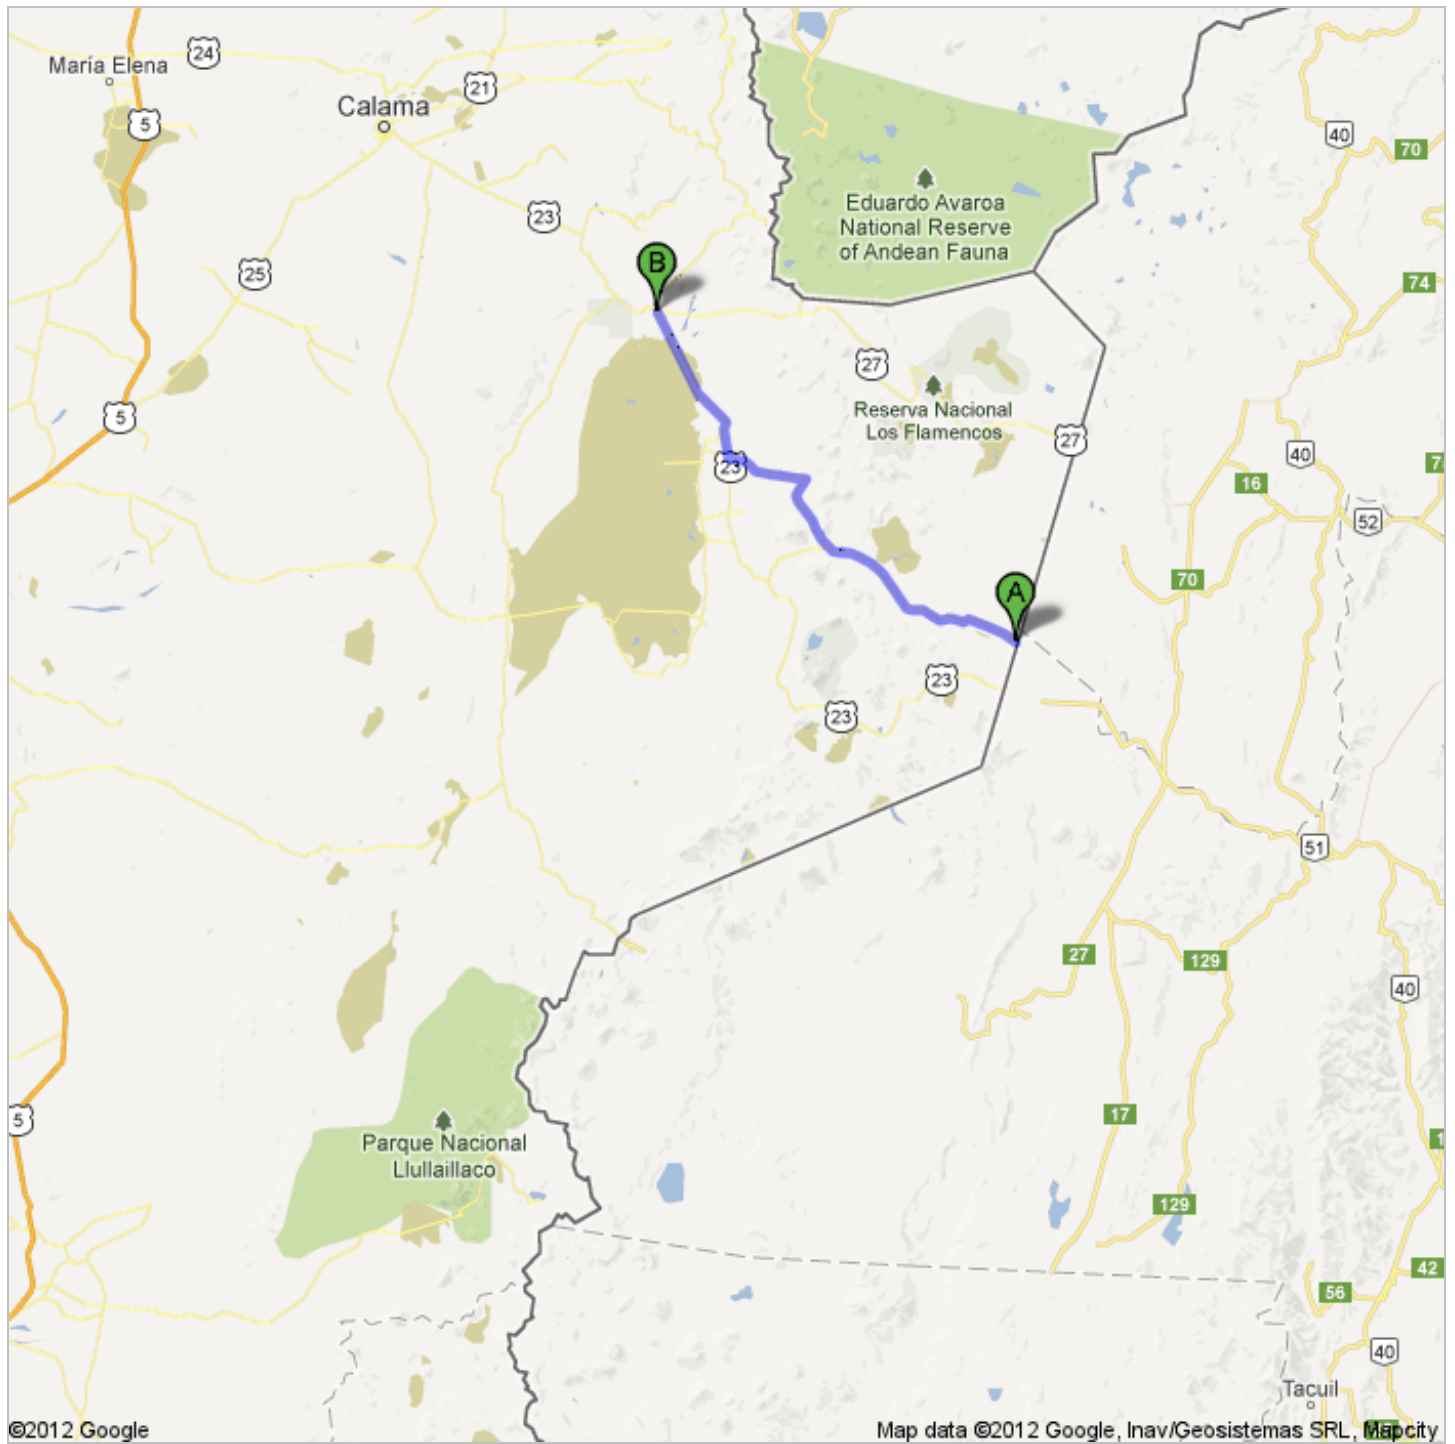 María Elena
24
21
Calama
5
40
70
Eduardo Avaroa
National Reserve
of Andean Fauna
23
B
25
74
27
Reserva Nacional
Los Flamencos
5
27
40
23
16
52
70
A
23
23
51
27
129
40
17
5
Parque Nacional
Llullaillaco
129
42
56
40
Tacuil
©2012 Google
Map data ©2012 Google, Inav/Geosistemas SRL, Mapcity